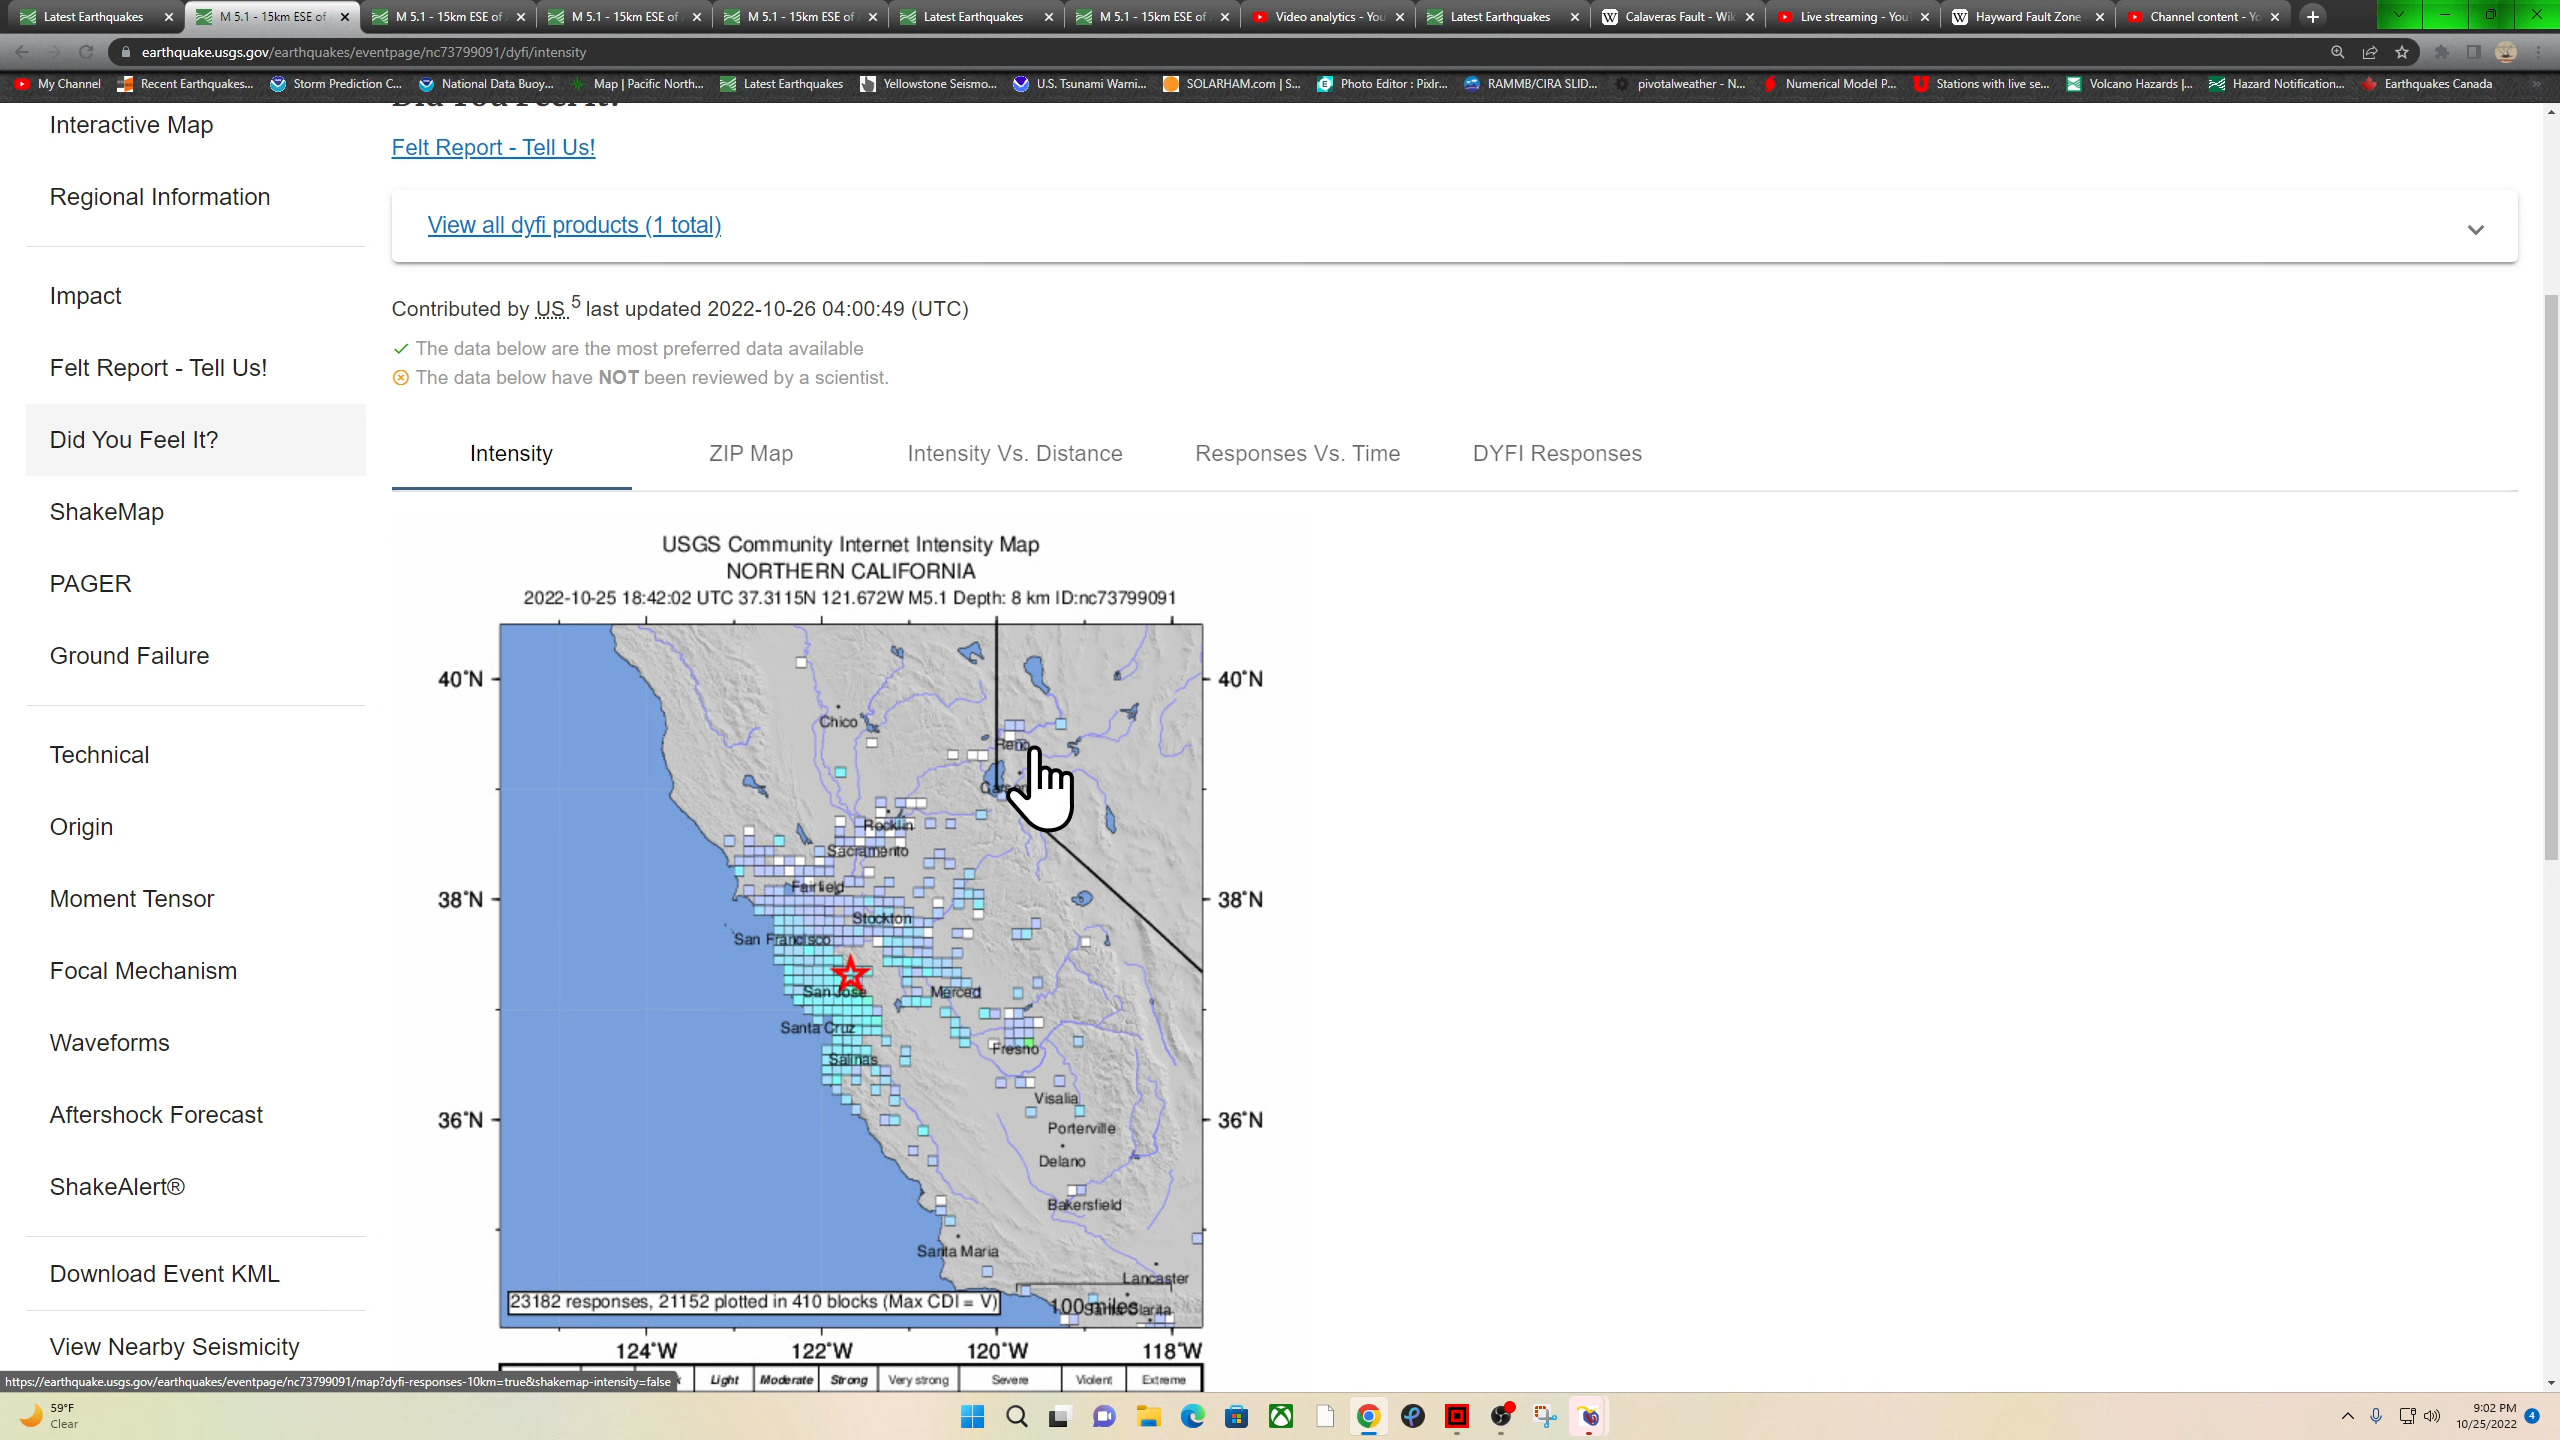 Latest Earthquakes
M 5.1 - 15km ESE of
M 5.1 - 15km ESE of
M 5.1 - 15km ESE of
M 5.1 - 15km ESE of
Latest Earthquakes
M 5.1 - 15km ESE of
Video analytics - You
Latest Earthquakes
Calaveras Fault - Wik
Live streaming - You
Hayward Fault Zone
Channel content - Yo
earthquake.usgs.gov/earthquakes/eventpage/nc73799091/dyfi/intensity
My Channel
Recent Earthquakes...
Storm Prediction C...
National Data Buoy...
Map | Pacific North...
Latest Earthquakes
Yellowstone Seismo...
U.S. Tsunami Warni...
SOLARHAM.com | S...
Photo Editor : Pixlr...
RAMMB/CIRA SLID...
pivotalweather - N...
Numerical Model P...
Stations with live se...
Volcano Hazards |...
Hazard Notification...
Earthquakes Canada
Interactive Map
Regional Information
Impact
Felt Report - Tell Us!
Did You Feel It?
ShakeMap
PAGER
Ground Failure
Technical
Origin
Moment Tensor
Focal Mechanism
Waveforms
Aftershock Forecast
ShakeAlert®
Download Event KML
View Nearby Seismicity
Did You Feel It?
Felt Report - Tell Us!
View all dyfi products (1 total)
Contributed by US 5 last updated 2022-10-26 04:00:49 (UTC)
The data below are the most preferred data available
The data below have NOT been reviewed by a scientist.
Intensity
ZIP Map
Intensity Vs. Distance
Responses Vs. Time
DYFI Responses
USGS Community Internet Intensity Map
NORTHERN CALIFORNIA
2022-10-25 18:42:02 UTC 37.3115N 121.672W M5.1 Depth: 8 km ID:nc73799091
40°N
40°N
Chico
Reno
Rocklin
Sacramento
Fairfield
38°N
38°N
Stockton
San Francisco
San Jose
Merced
Santa Cruz
Fresno
Salinas
Visalia
36°N
36°N
Porterville
Delano
Bakersfield
Santa Maria
Lancaster
23182 responses, 21152 plotted in 410 blocks (Max CDI = V)
100 miles
Santa Clarita
124°W
122°W
120°W
118°W
Light
Moderate
Strong
Very strong
Severe
Violent
Extreme
https://earthquake.usgs.gov/earthquakes/eventpage/nc73799091/map?dyfi-responses-10km=true&shakemap-intensity=false
59°F
Clear
9:02 PM
10/25/2022
4